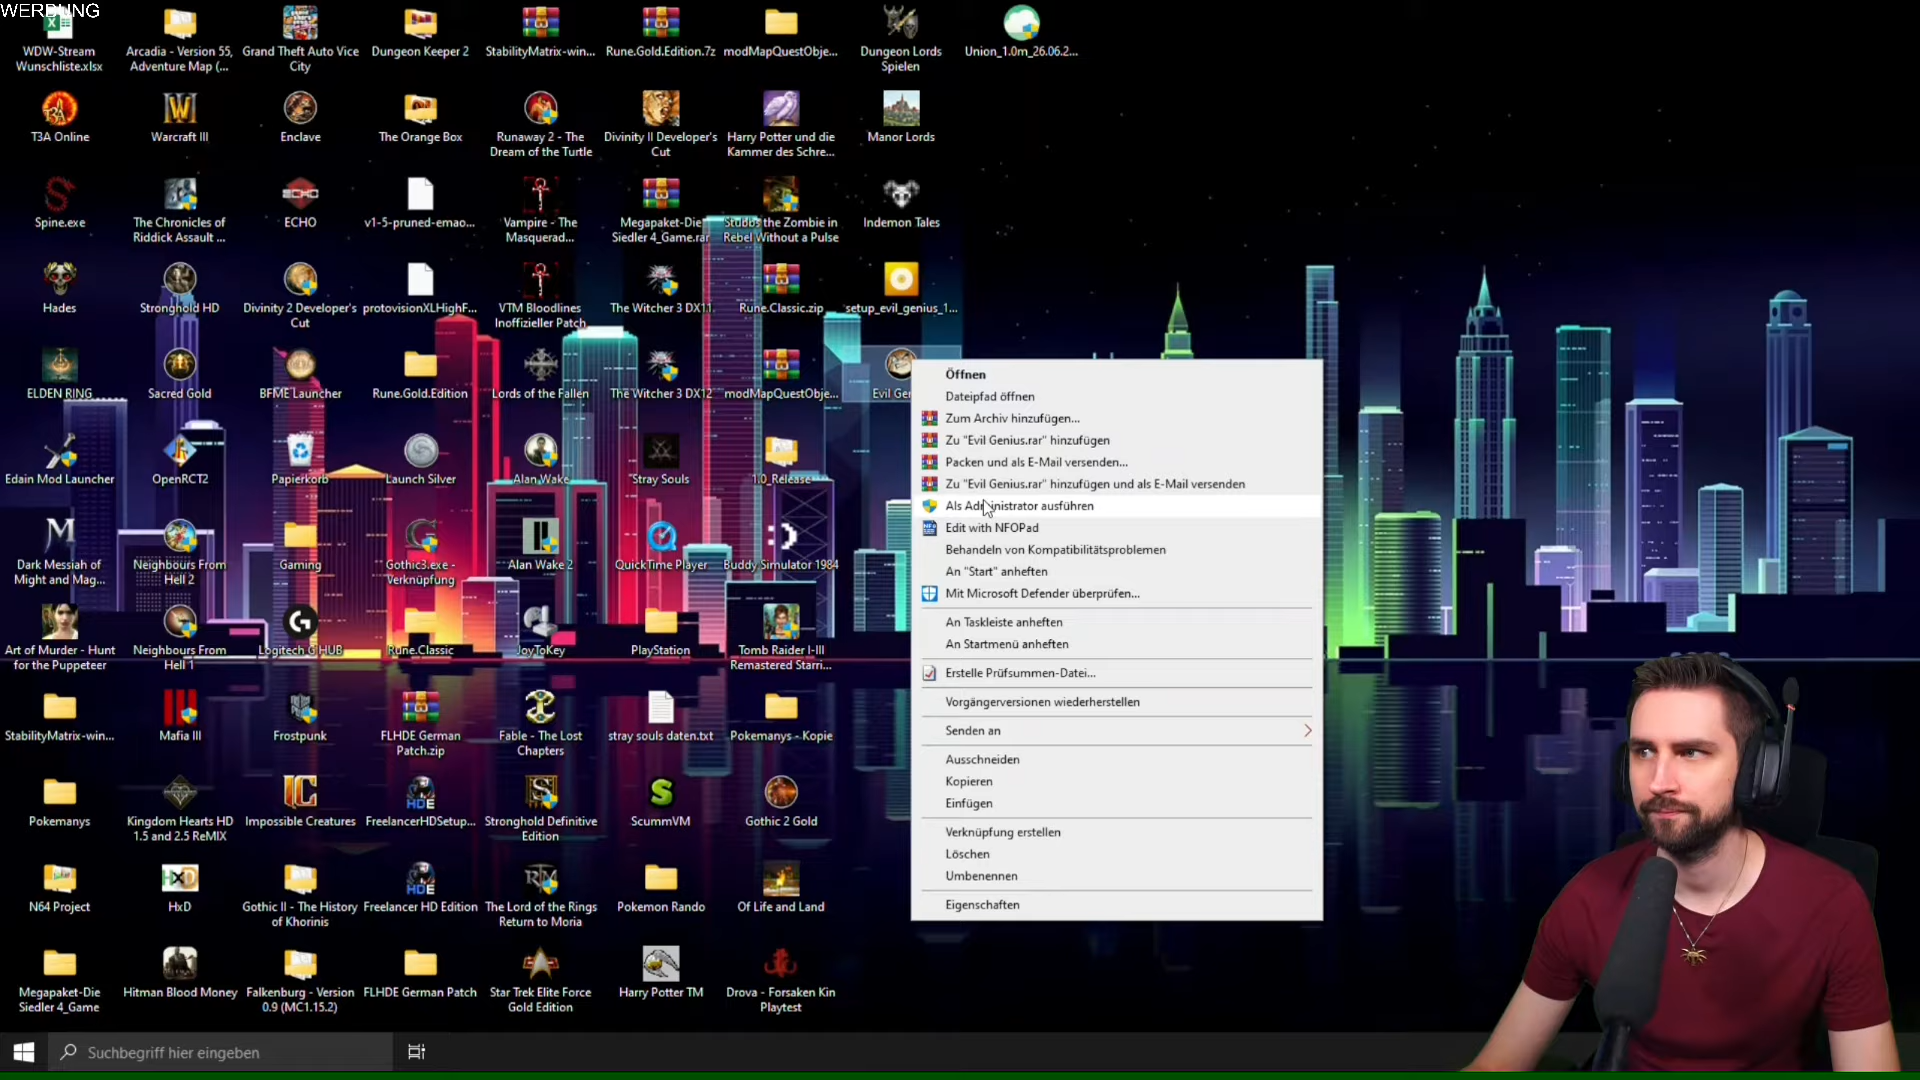 WERBUNG
WDW-Stream
Wunschliste.xlsx
Arcadia - Version 55,
Adventure Map (...
Grand Theft Auto Vice
City
Dungeon Keeper 2
StabilityMatrix-win...
Rune.Gold.Edition.7z
modMapQuestObje...
Dungeon Lords
Spielen
Union_1.0m_26.06.2...
T3A Online
Warcraft III
Enclave
The Orange Box
Runaway 2 - The
Dream of the Turtle
Divinity II Developer's
Cut
Harry Potter und die
Kammer des Schre...
Manor Lords
Spine.exe
The Chronicles of
Riddick Assault ...
ECHO
v1-5-pruned-emao...
Vampire - The
Masquerad...
Megapaket-Die
Siedler 4_Game.rar
Stubbs the Zombie in
Rebel Without a Pulse
Indemon Tales
Hades
Stronghold HD
Divinity 2 Developer's
Cut
protovisionXLHighF...
VTM Bloodlines
Inoffizieller Patch
The Witcher 3 DX11
Rune.Classic.zip
setup_evil_genius_1...
ELDEN RING
Sacred Gold
BFME Launcher
Rune.Gold.Edition
Lords of the Fallen
The Witcher 3 DX12
modMapQuestObje...
Evil Ge
Edain Mod Launcher
OpenRCT2
Papierkorb
Launch Silver
Alan Wake
Stray Souls
1.0_Release
Dark Messiah of
Might and Mag...
Neighbours From
Hell 2
Gaming
Gothic3.exe -
Verknüpfung
Alan Wake 2
QuickTime Player
Buddy Simulator 1984
Art of Murder - Hunt
for the Puppeteer
Neighbours From
Hell 1
Logitech G HUB
Rune.Classic
JoyToKey
PlayStation
Tomb Raider I-III
Remastered Starri...
StabilityMatrix-win...
Mafia III
Frostpunk
FLHDE German
Patch.zip
Fable - The Lost
Chapters
stray souls daten.txt
Pokemanys - Kopie
Pokemanys
Kingdom Hearts HD
1.5 and 2.5 ReMIX
Impossible Creatures
FreelancerHDSetup...
Stronghold Definitive
Edition
ScummVM
Gothic 2 Gold
N64 Project
HxD
Gothic II - The History
of Khorinis
Freelancer HD Edition
The Lord of the Rings
Return to Moria
Pokemon Rando
Of Life and Land
Megapaket-Die
Siedler 4_Game
Hitman Blood Money
Falkenburg - Version
0.9 (MC1.15.2)
FLHDE German Patch
Star Trek Elite Force
Gold Edition
Harry Potter TM
Drova - Forsaken Kin
Playtest
Öffnen
Dateipfad öffnen
Zum Archiv hinzufügen...
Zu "Evil Genius.rar" hinzufügen
Packen und als E-Mail versenden...
Zu "Evil Genius.rar" hinzufügen und als E-Mail versenden
Als Administrator ausführen
Edit with NFOPad
Behandeln von Kompatibilitätsproblemen
An "Start" anheften
Mit Microsoft Defender überprüfen...
An Taskleiste anheften
An Startmenü anheften
Erstelle Prüfsummen-Datei...
Vorgängerversionen wiederherstellen
Senden an
Ausschneiden
Kopieren
Einfügen
Verknüpfung erstellen
Löschen
Umbenennen
Eigenschaften
Suchbegriff hier eingeben